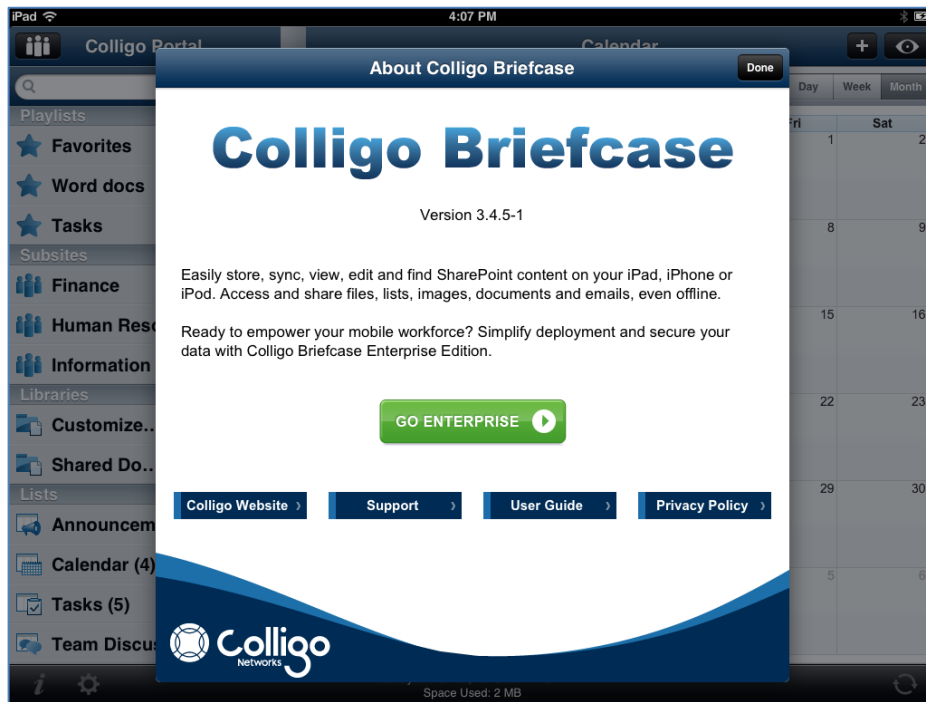 iPad
4:07 PM
Colligo Portal
Calendar
About Colligo Briefcase
Done
Day
Week
Month
Playlists
Favorites
Word docs
Tasks
Subsites
Finance
Human Reso
Information
Libraries
Customize..
Shared Do..
Lists
Announcem
Calendar (4)
Tasks (5)
Team Discu
Colligo Briefcase
Version 3.4.5-1
Easily store, sync, view, edit and find SharePoint content on your iPad, iPhone or
iPod. Access and share files, lists, images, documents and emails, even offline.
Ready to empower your mobile workforce? Simplify deployment and secure your
data with Colligo Briefcase Enterprise Edition.
GO ENTERPRISE
Colligo Website
Support
User Guide
Privacy Policy
Colligo
Networks
Fri
Sat
1
2
8
9
15
16
22
23
29
30
5
6
Space Used: 2 MB